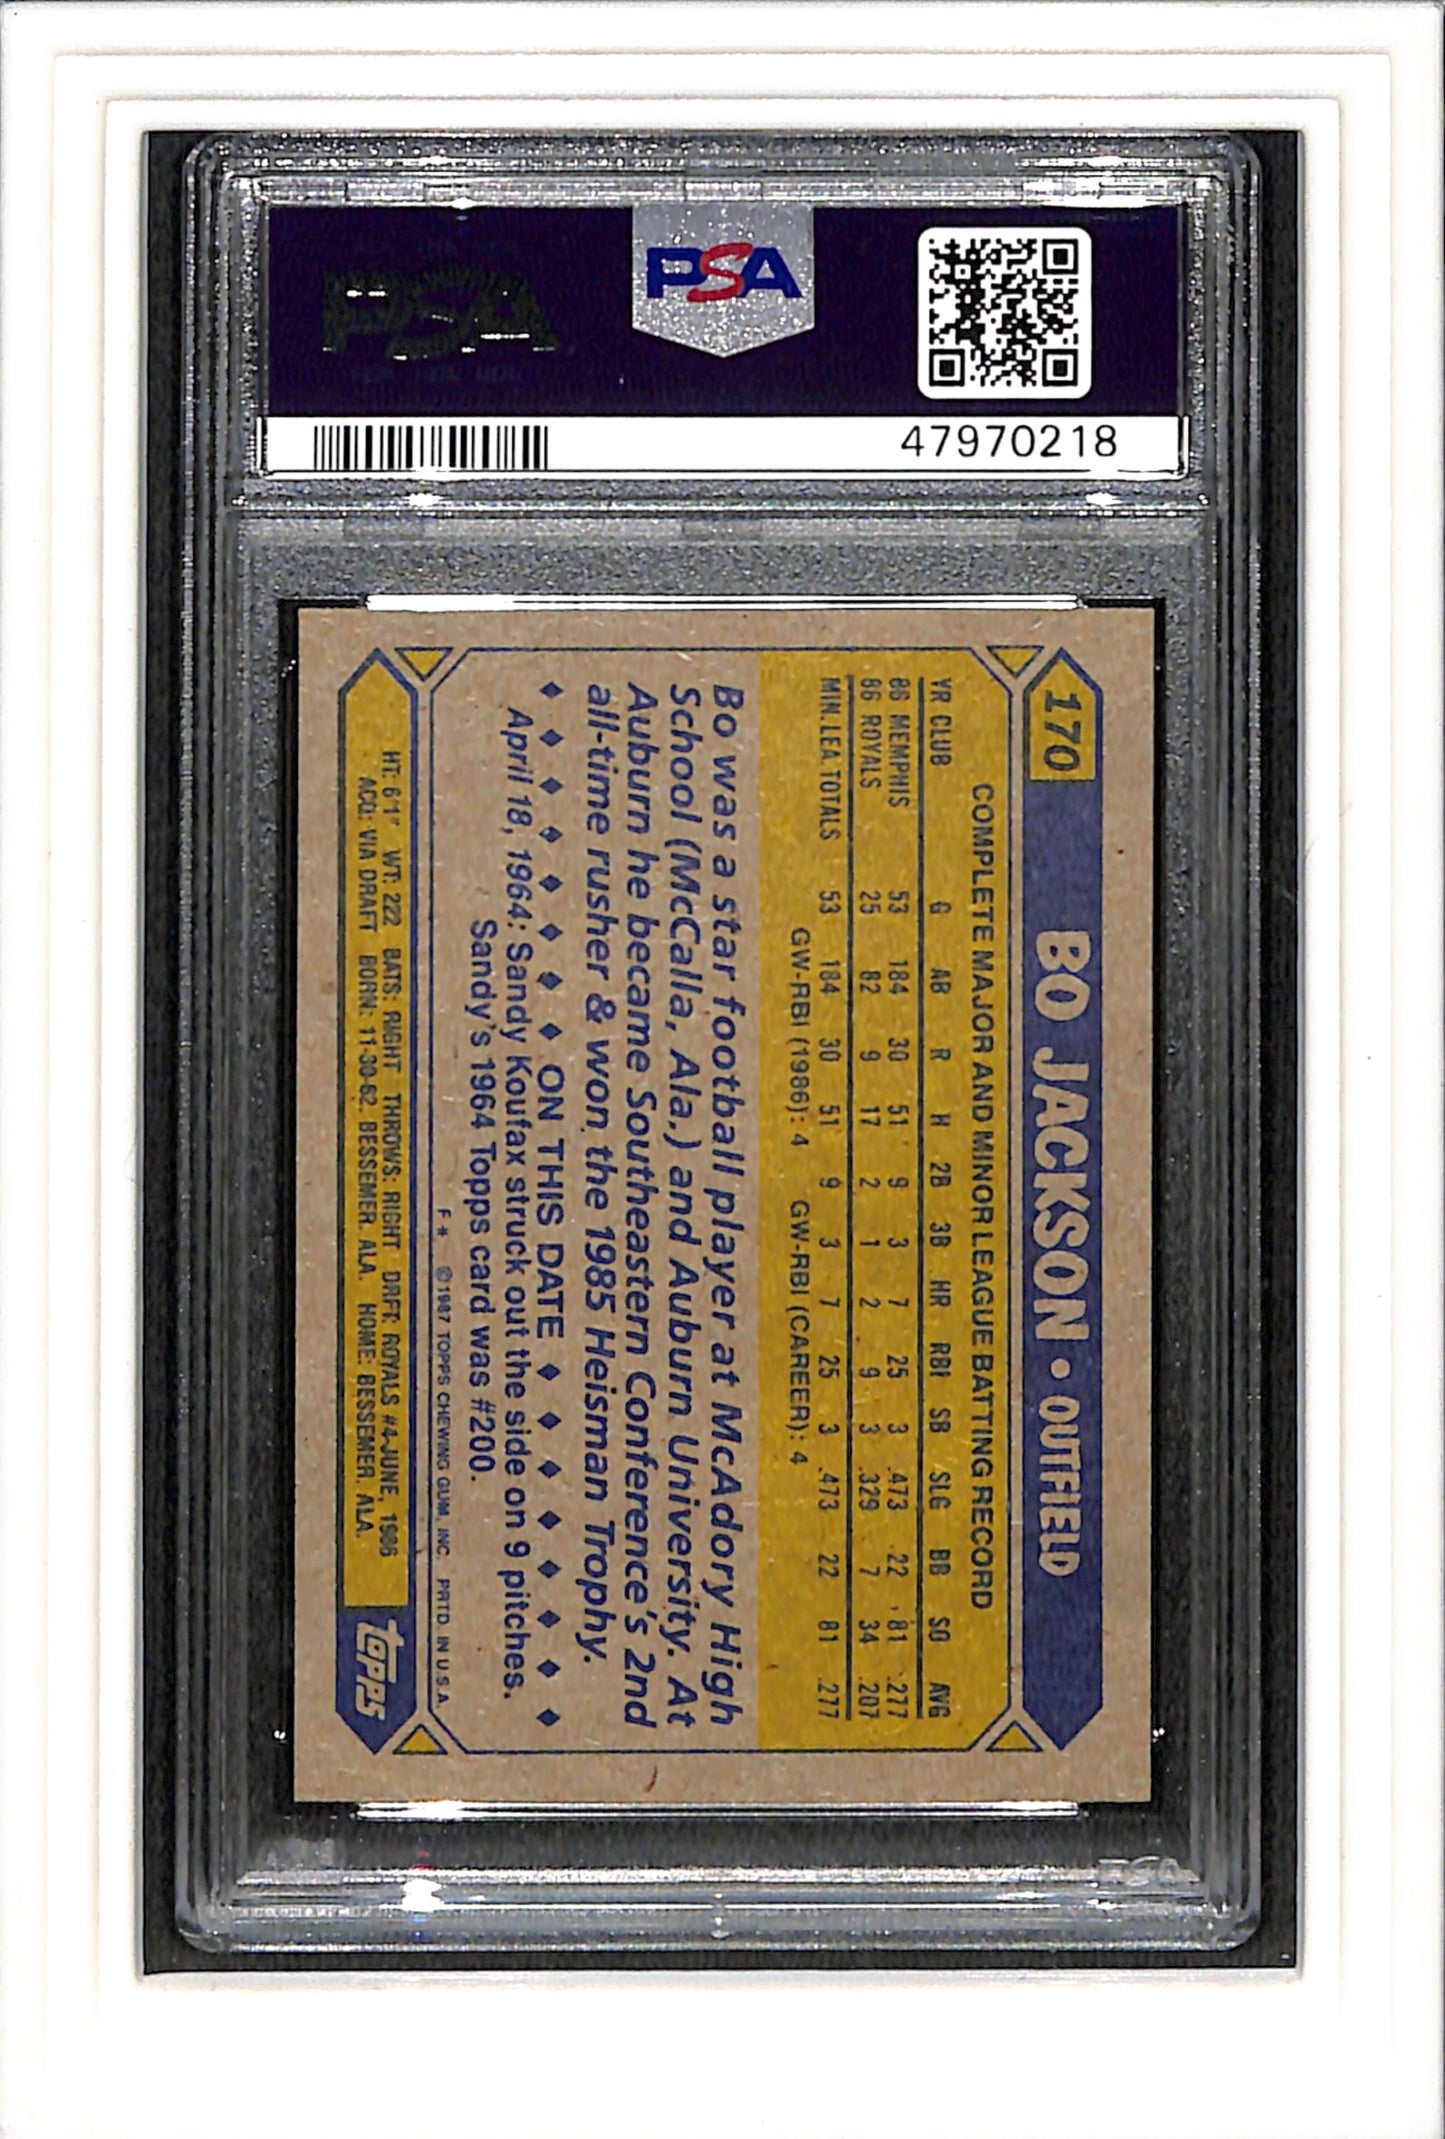 PSA
PSA
47970218
170 BO JACKSON • OUTFIELD
COMPLETE MAJOR AND MINOR LEAGUE BATTING RECORD
YR CLUB G AB R H 2B 3B HR RBI SB SLG BB SO AVG
86 MEMPHIS 53 184 30 51 9 3 7 25 3 .473 22 81 .277
86 ROYALS 25 82 9 17 2 1 2 9 3 .329 7 34 .207
MIN. LEA. TOTALS 53 184 30 51 9 3 7 25 3 .473 22 81 .277
GW-RBI (1986): 4 GW-RBI (CAREER): 4
Bo was a star football player at McAdory High
School (McCalla, Ala.) and Auburn University. At
Auburn he became Southeastern Conference's 2nd
all-time rusher & won the 1985 Heisman Trophy.
♦ ♦ ♦ ♦ ♦ ♦ ♦ ♦ ON THIS DATE ♦ ♦ ♦ ♦ ♦ ♦ ♦ ♦
April 18, 1964: Sandy Koufax struck out the side on 9 pitches.
Sandy's 1964 Topps card was #200.
F* ©1987 TOPPS CHEWING GUM, INC. PRTD. IN U.S.A.
HT: 6'1" WT: 222 BATS: RIGHT THROWS: RIGHT DRFT: ROYALS #4-JUNE, 1986
ACQ: VIA DRAFT BORN: 11-30-62, BESSEMER, ALA. HOME: BESSEMER, ALA.
topps
PSA